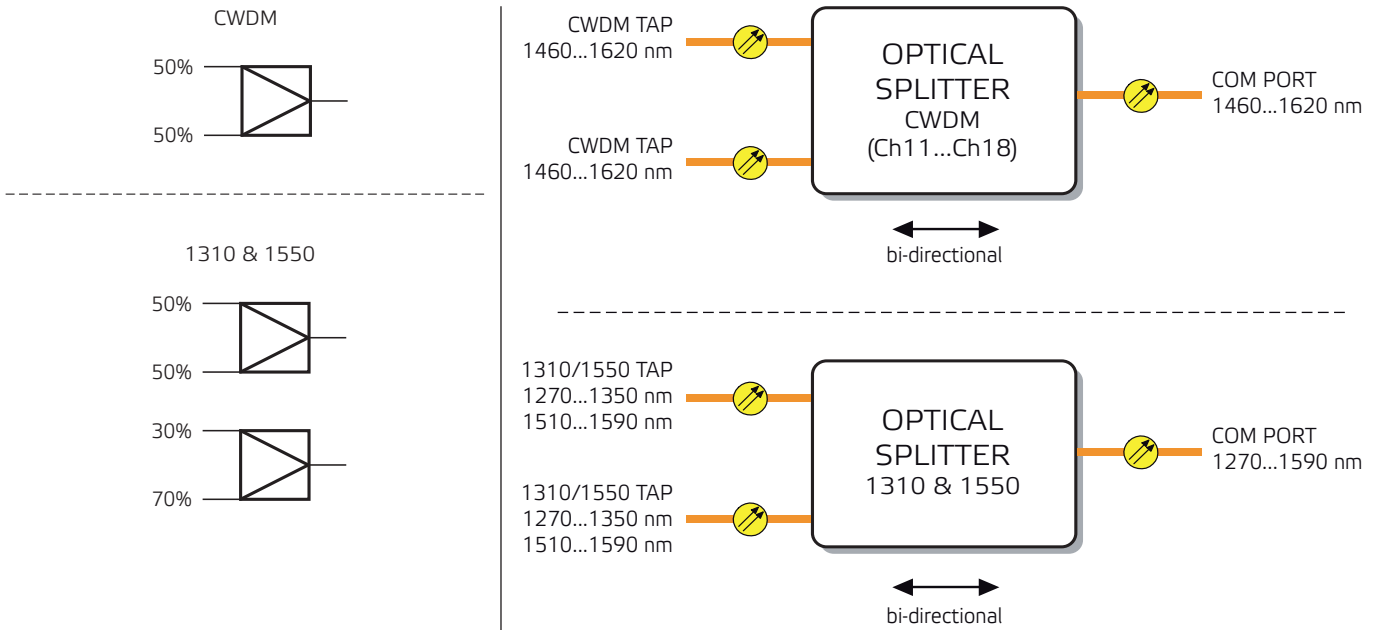 CWDM
50%
50%
1310 & 1550
50%
50%
30%
70%
CWDM TAP
1460...1620 nm
CWDM TAP
1460...1620 nm
OPTICAL
SPLITTER
CWDM
(Ch11...Ch18)
COM PORT
1460...1620 nm
bi-directional
1310/1550 TAP
1270...1350 nm
1510...1590 nm
1310/1550 TAP
1270...1350 nm
1510...1590 nm
OPTICAL
SPLITTER
1310 & 1550
COM PORT
1270...1590 nm
bi-directional